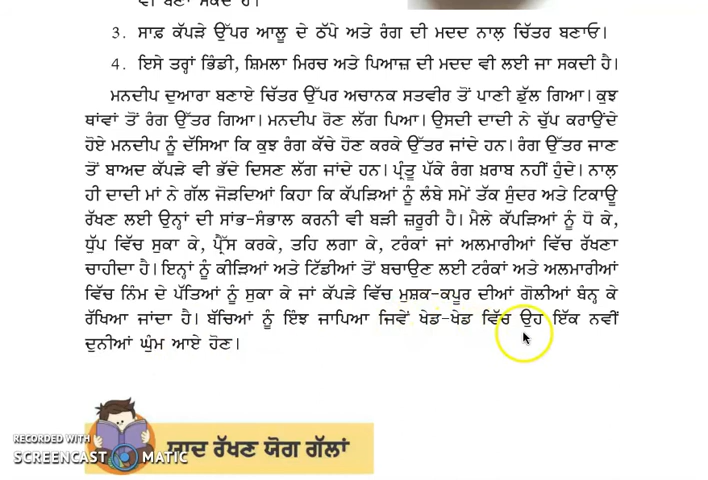 ਵੀ ਬਣਾ ਸਕਦੇ ਹਾਂ।
3. ਸਾਫ਼ ਕੱਪੜੇ ਉੱਪਰ ਆਲੂ ਦੇ ਠੱਪੇ ਅਤੇ ਰੰਗ ਦੀ ਮਦਦ ਨਾਲ਼ ਚਿੱਤਰ ਬਣਾਓ।
4. ਇਸੇ ਤਰ੍ਹਾਂ ਭਿੰਡੀ, ਸ਼ਿਮਲਾ ਮਿਰਚ ਅਤੇ ਪਿਆਜ਼ ਦੀ ਮਦਦ ਵੀ ਲਈ ਜਾ ਸਕਦੀ ਹੈ।
ਮਨਦੀਪ ਦੁਆਰਾ ਬਣਾਏ ਚਿੱਤਰ ਉੱਪਰ ਅਚਾਨਕ ਸਤਵੀਰ ਤੋਂ ਪਾਣੀ ਡੁੱਲ ਗਿਆ। ਕੁਝ
ਥਾਂਵਾਂ ਤੋਂ ਰੰਗ ਉੱਤਰ ਗਿਆ। ਮਨਦੀਪ ਰੋਣ ਲੱਗ ਪਿਆ। ਉਸਦੀ ਦਾਦੀ ਨੇ ਚੁੱਪ ਕਰਾਉਂਦੇ
ਹੋਏ ਮਨਦੀਪ ਨੂੰ ਦੱਸਿਆ ਕਿ ਕੁਝ ਰੰਗ ਕੱਚੇ ਹੋਣ ਕਰਕੇ ਉੱਤਰ ਜਾਂਦੇ ਹਨ। ਰੰਗ ਉੱਤਰ ਜਾਣ
ਤੋਂ ਬਾਅਦ ਕੱਪੜੇ ਵੀ ਭੱਦੇ ਦਿਸਣ ਲੱਗ ਜਾਂਦੇ ਹਨ। ਪ੍ਰੰਤੂ ਪੱਕੇ ਰੰਗ ਖ਼ਰਾਬ ਨਹੀਂ ਹੁੰਦੇ। ਨਾਲ਼
ਹੀ ਦਾਦੀ ਮਾਂ ਨੇ ਗੱਲ ਜੋੜਦਿਆਂ ਕਿਹਾ ਕਿ ਕੱਪੜਿਆਂ ਨੂੰ ਲੰਬੇ ਸਮੇਂ ਤੱਕ ਸੁੰਦਰ ਅਤੇ ਟਿਕਾਊ
ਰੱਖਣ ਲਈ ਉਨ੍ਹਾਂ ਦੀ ਸਾਂਭ-ਸੰਭਾਲ ਕਰਨੀ ਵੀ ਬੜੀ ਜ਼ਰੂਰੀ ਹੈ। ਮੈਲੇ ਕੱਪੜਿਆਂ ਨੂੰ ਧੋ ਕੇ,
ਧੁੱਪ ਵਿੱਚ ਸੁਕਾ ਕੇ, ਪ੍ਰੈੱਸ ਕਰਕੇ, ਤਹਿ ਲਗਾ ਕੇ, ਟਰੰਕਾਂ ਜਾਂ ਅਲਮਾਰੀਆਂ ਵਿੱਚ ਰੱਖਣਾ
ਚਾਹੀਦਾ ਹੈ। ਇਨ੍ਹਾਂ ਨੂੰ ਕੀੜਿਆਂ ਅਤੇ ਟਿੱਡੀਆਂ ਤੋਂ ਬਚਾਉਣ ਲਈ ਟਰੰਕਾਂ ਅਤੇ ਅਲਮਾਰੀਆਂ
ਵਿੱਚ ਨਿੰਮ ਦੇ ਪੱਤਿਆਂ ਨੂੰ ਸੁਕਾ ਕੇ ਜਾਂ ਕੱਪੜੇ ਵਿੱਚ ਮੁਸ਼ਕ-ਕਪੂਰ ਦੀਆਂ ਗੋਲੀਆਂ ਬੰਨ੍ਹ ਕੇ
ਰੱਖਿਆ ਜਾਂਦਾ ਹੈ। ਬੱਚਿਆਂ ਨੂੰ ਇੰਝ ਜਾਪਿਆ ਜਿਵੇਂ ਖੇਡ-ਖੇਡ ਵਿੱਚ ਉਹ ਇੱਕ ਨਵੀਂ
ਦੁਨੀਆਂ ਘੁੰਮ ਆਏ ਹੋਣ।
ਯਾਦ ਰੱਖਣ ਯੋਗ ਗੱਲਾਂ
RECORDED WITH
SCREENCAST MATIC